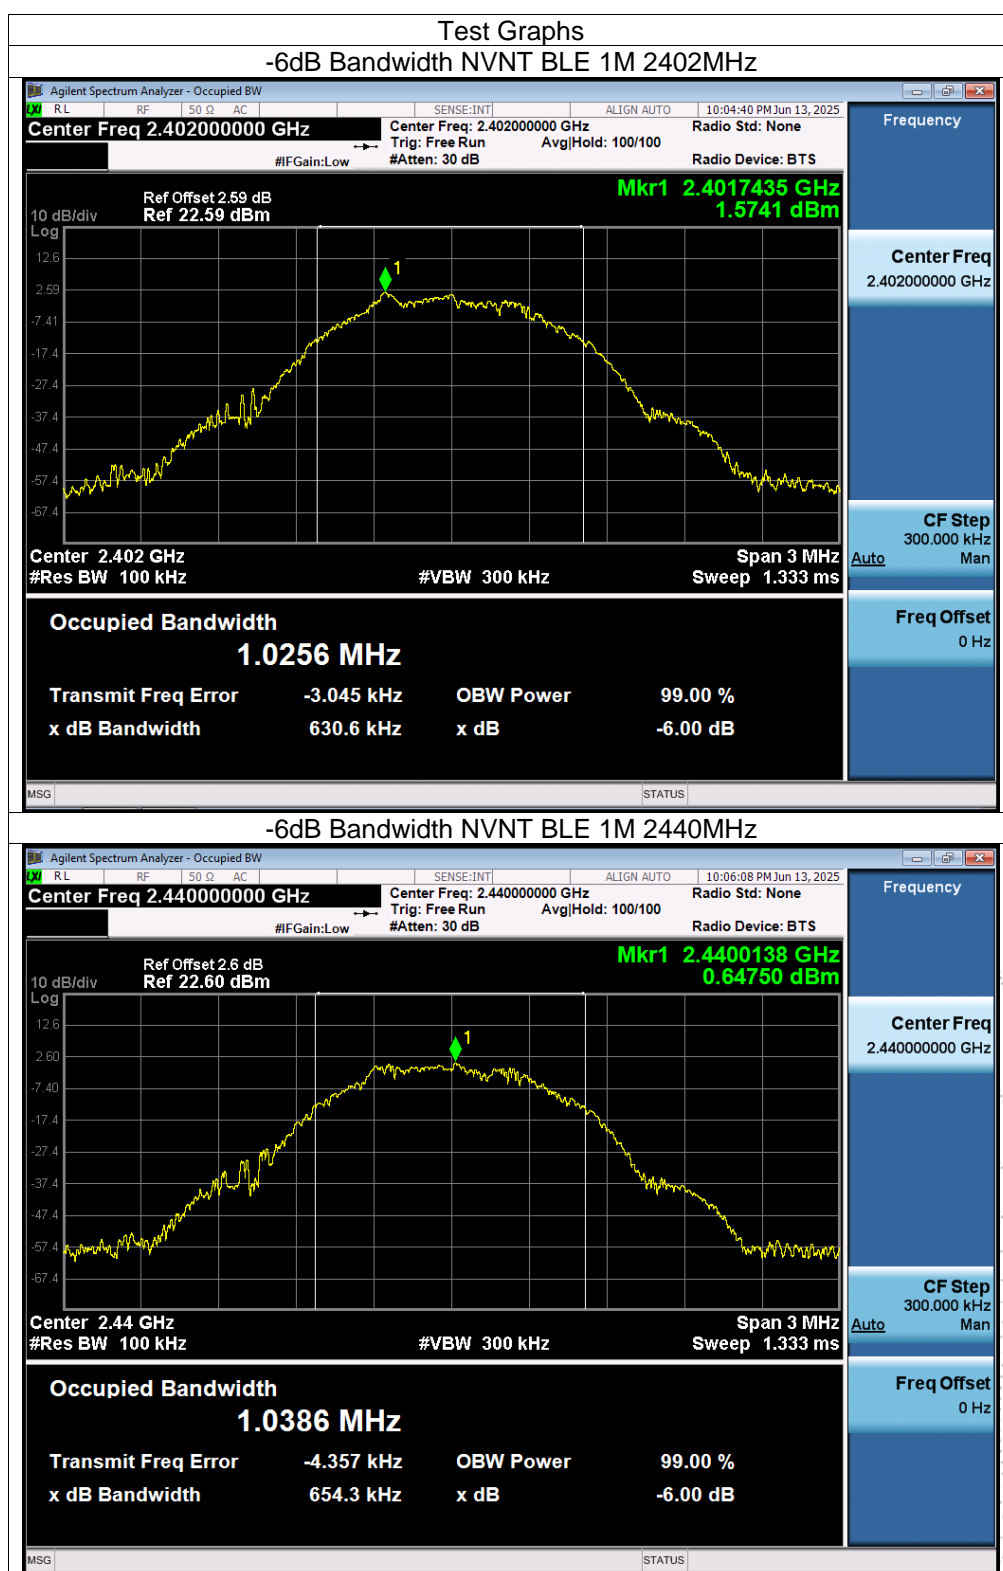 Test Graphs
-6dB Bandwidth NVNT BLE 1M 2402MHz
Agilent Spectrum Analyzer - Occupied BW
LXI RL RF 50 Ω AC SENSE:INT ALIGN AUTO 10:04:40 PM Jun 13, 2025
Center Freq 2.402000000 GHz Center Freq: 2.402000000 GHz Radio Std: None Frequency
Trig: Free Run Avg|Hold: 100/100
#IFGain:Low #Atten: 30 dB Radio Device: BTS
Mkr1 2.4017435 GHz
1.5741 dBm
Ref Offset 2.59 dB
10 dB/div Ref 22.59 dBm
Log
12.6
2.59
-7.41
-17.4
-27.4
-37.4
-47.4
-57.4
-67.4
1
Center Freq
2.402000000 GHz
Center 2.402 GHz Span 3 MHz
#Res BW 100 kHz #VBW 300 kHz Sweep 1.333 ms
CF Step
300.000 kHz
Auto Man
Freq Offset
0 Hz
Occupied Bandwidth
1.0256 MHz
Transmit Freq Error -3.045 kHz OBW Power 99.00 %
x dB Bandwidth 630.6 kHz x dB -6.00 dB
MSG STATUS
-6dB Bandwidth NVNT BLE 1M 2440MHz
Agilent Spectrum Analyzer - Occupied BW
LXI RL RF 50 Ω AC SENSE:INT ALIGN AUTO 10:06:08 PM Jun 13, 2025
Center Freq 2.440000000 GHz Center Freq: 2.440000000 GHz Radio Std: None Frequency
Trig: Free Run Avg|Hold: 100/100
#IFGain:Low #Atten: 30 dB Radio Device: BTS
Mkr1 2.4400138 GHz
0.64750 dBm
Ref Offset 2.6 dB
10 dB/div Ref 22.60 dBm
Log
12.6
2.60
-7.40
-17.4
-27.4
-37.4
-47.4
-57.4
-67.4
1
Center Freq
2.440000000 GHz
Center 2.44 GHz Span 3 MHz
#Res BW 100 kHz #VBW 300 kHz Sweep 1.333 ms
CF Step
300.000 kHz
Auto Man
Freq Offset
0 Hz
Occupied Bandwidth
1.0386 MHz
Transmit Freq Error -4.357 kHz OBW Power 99.00 %
x dB Bandwidth 654.3 kHz x dB -6.00 dB
MSG STATUS